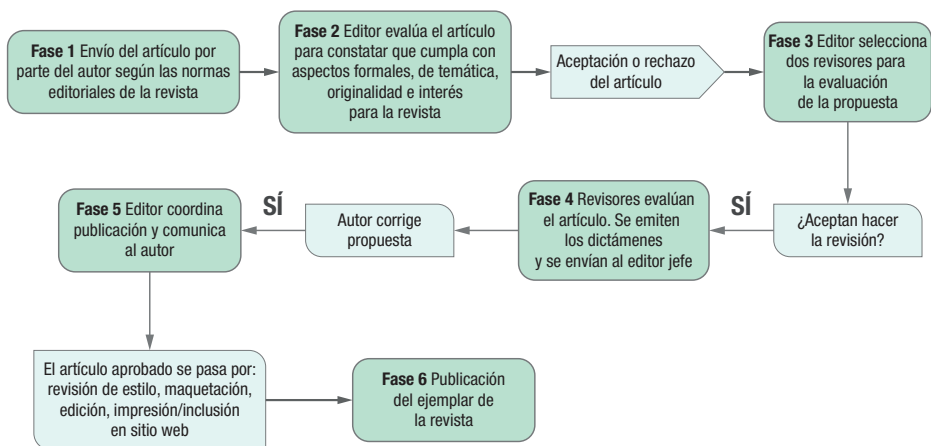 Fase 1 Envío del artículo por
parte del autor según las normas
editoriales de la revista
Fase 2 Editor evalúa el artículo
para constatar que cumpla con
aspectos formales, de temática,
originalidad e interés
para la revista
Aceptación o rechazo
del artículo
Fase 3 Editor selecciona
dos revisores para
la evaluación
de la propuesta
¿Aceptan hacer
la revisión?
SÍ
Fase 4 Revisores evalúan
el artículo. Se emiten
los dictámenes
y se envían al editor jefe
Autor corrige
propuesta
SÍ
Fase 5 Editor coordina
publicación y comunica
al autor
El artículo aprobado se pasa por:
revisión de estilo, maquetación,
edición, impresión/inclusión
en sitio web
Fase 6 Publicación
del ejemplar de
la revista